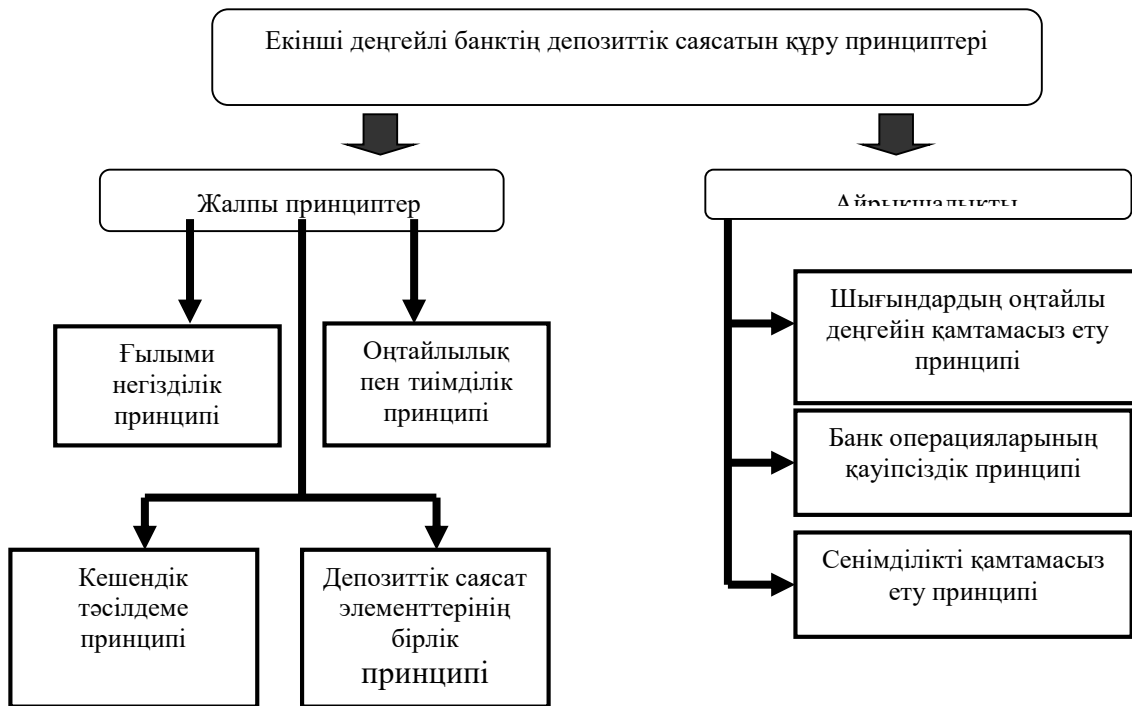 Екінші деңгейлі банктің депозиттік саясатын құру принциптері
Жалпы принциптер
Айрықшалықты
Ғылыми
негізділік
принципі
Оңтайлылық
пен тиімділік
принципі
Кешендік
тәсілдеме
принципі
Депозиттік саясат
элементтерінің
бірлік
принципі
Шығындардың оңтайлы
деңгейін қамтамасыз ету
принципі
Банк операцияларының
қауіпсіздік принципі
Сенімділікті қамтамасыз
ету принципі